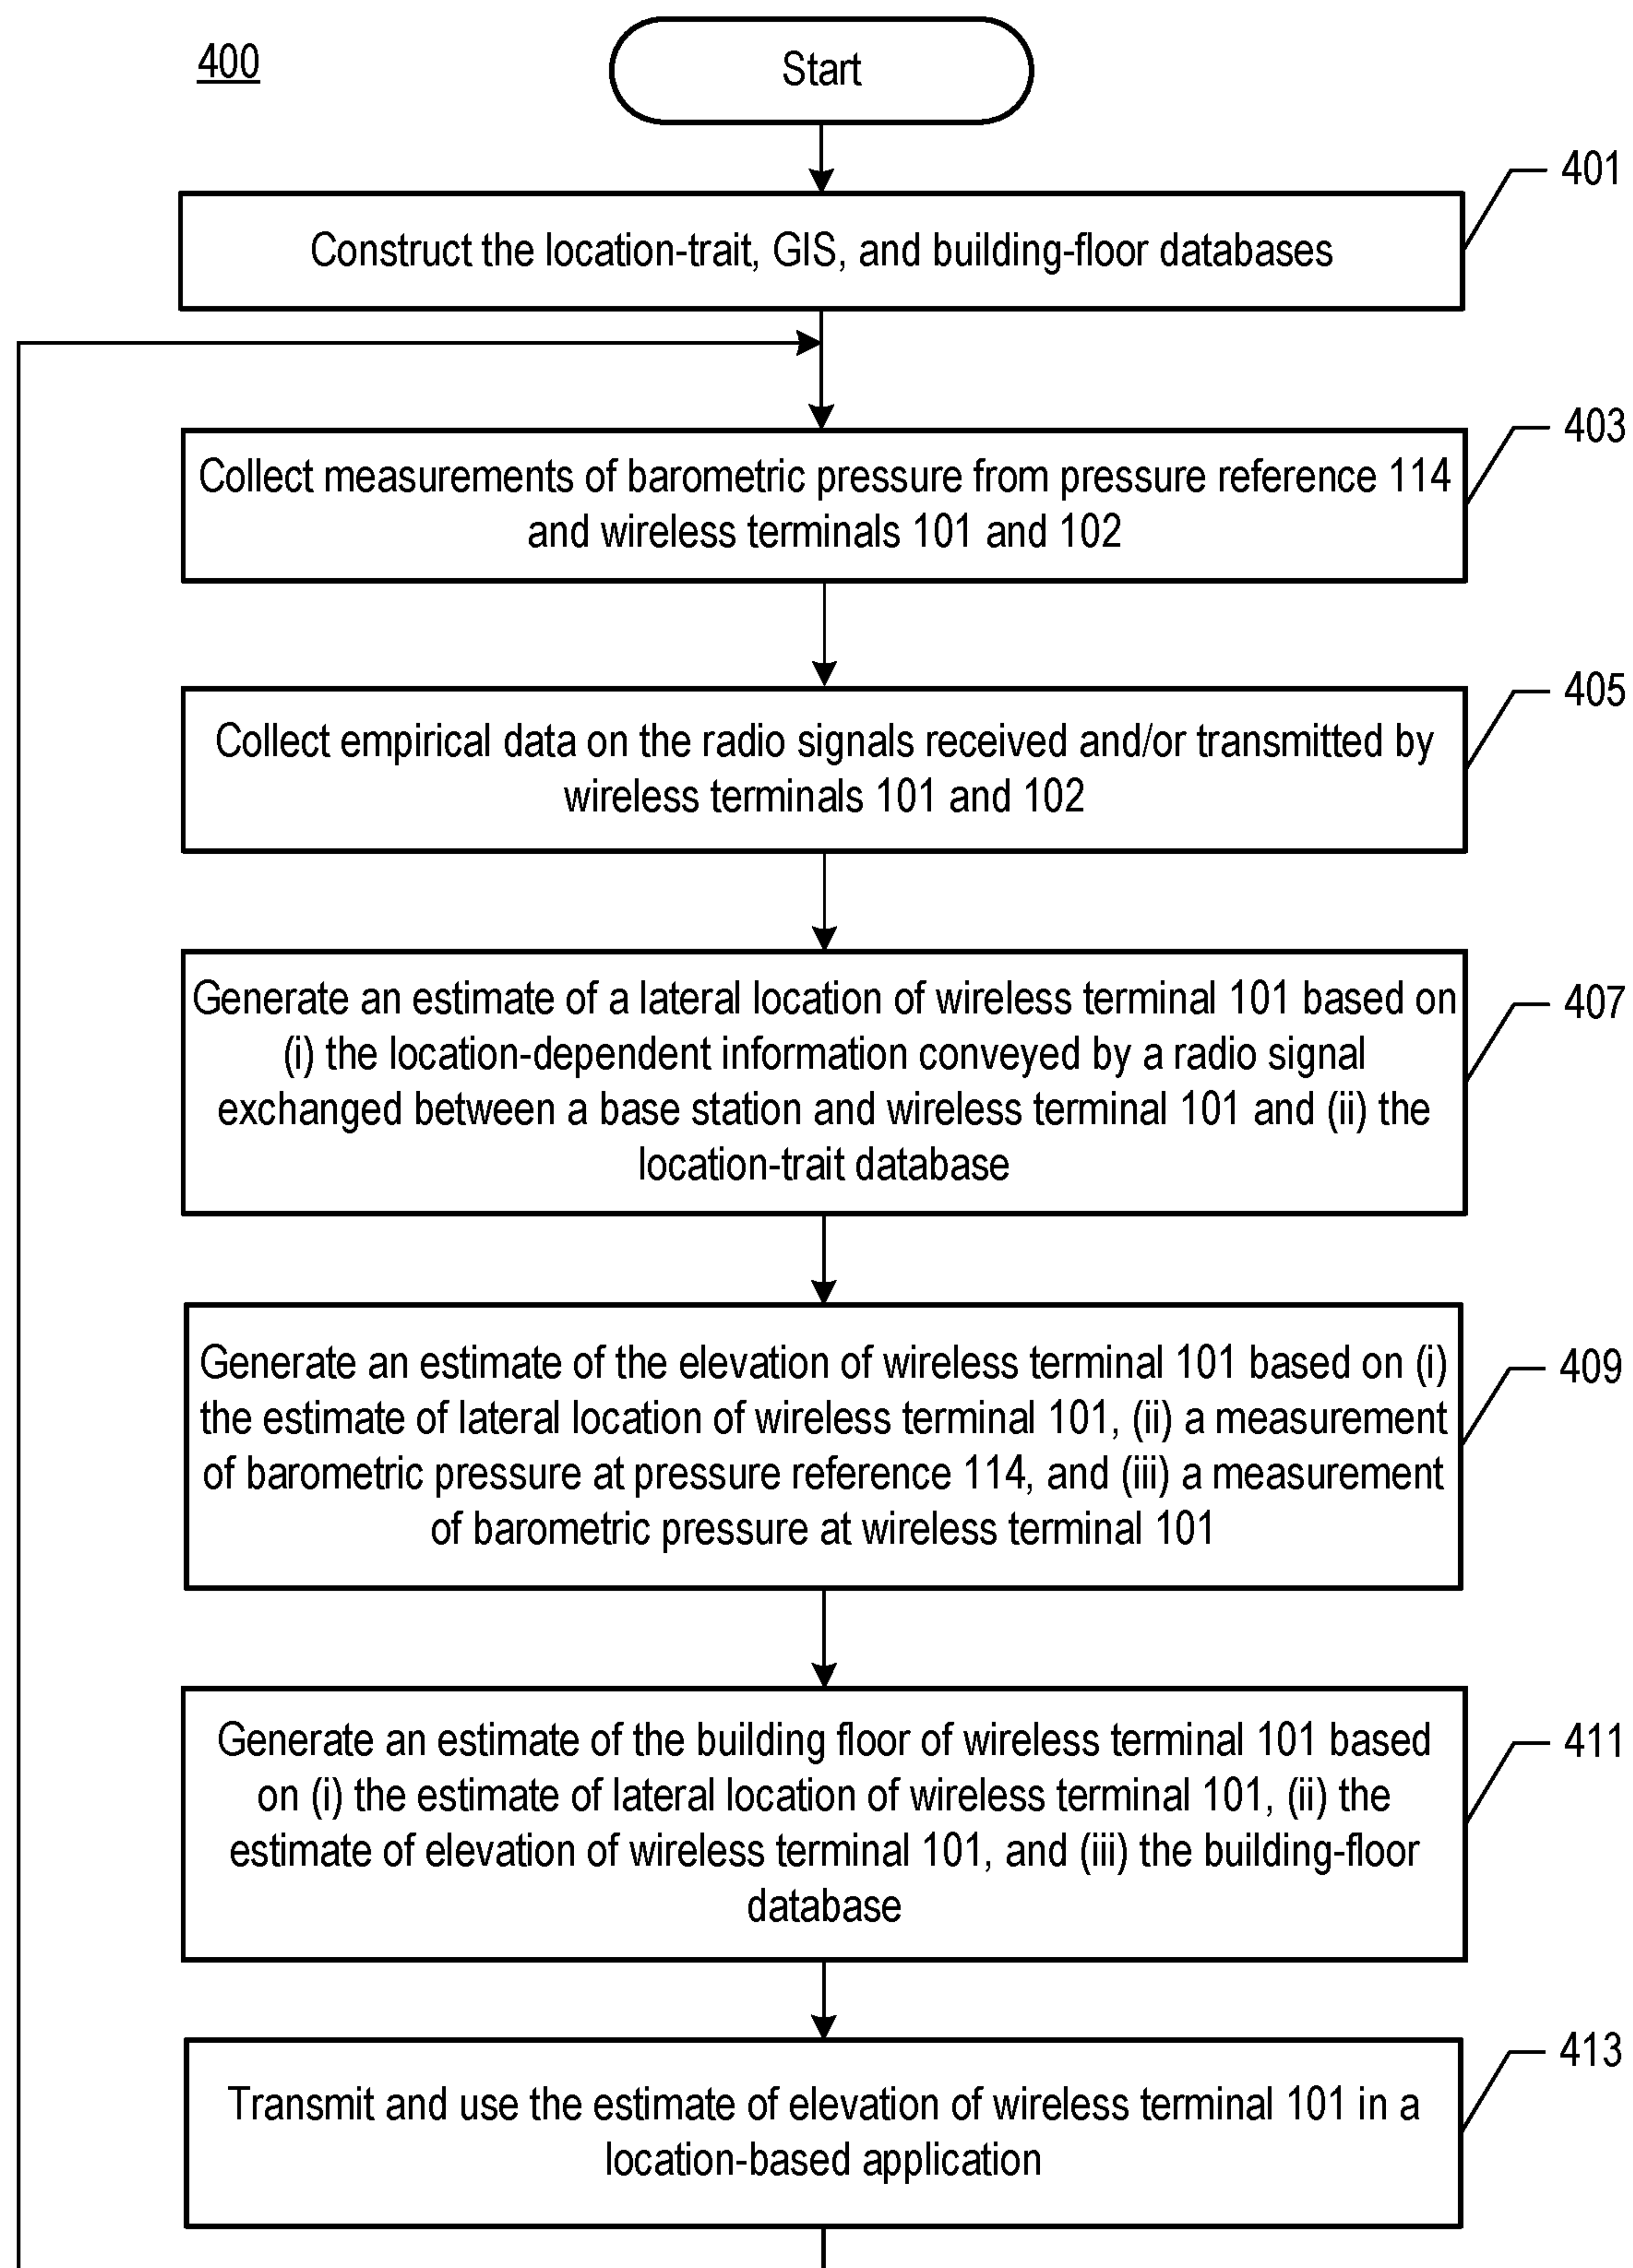 400
Start
401
Construct the location-trait, GIS, and building-floor databases
403
Collect measurements of barometric pressure from pressure reference 114
and wireless terminals 101 and 102
405
Collect empirical data on the radio signals received and/or transmitted by
wireless terminals 101 and 102
407
Generate an estimate of a lateral location of wireless terminal 101 based on
(i) the location-dependent information conveyed by a radio signal
exchanged between a base station and wireless terminal 101 and (ii) the
location-trait database
409
Generate an estimate of the elevation of wireless terminal 101 based on (i)
the estimate of lateral location of wireless terminal 101, (ii) a measurement
of barometric pressure at pressure reference 114, and (iii) a measurement
of barometric pressure at wireless terminal 101
411
Generate an estimate of the building floor of wireless terminal 101 based
on (i) the estimate of lateral location of wireless terminal 101, (ii) the
estimate of elevation of wireless terminal 101, and (iii) the building-floor
database
413
Transmit and use the estimate of elevation of wireless terminal 101 in a
location-based application